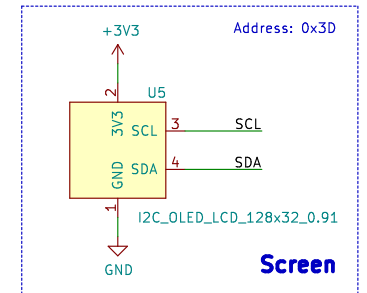 +3V3
Address: 0x3D
2
U5
3V3
SCL
3
SCL
SDA
4
SDA
GND
1
I2C_OLED_LCD_128x32_0.91
GND
Screen